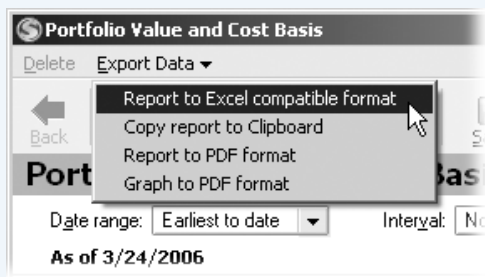 Portfolio Value and Cost Basis
Delete Export Data
Report to Excel compatible format
Back
Copy report to Clipboard
Report to PDF format
Graph to PDF format
Date range: Earliest to date Interval:
As of 3/24/2006